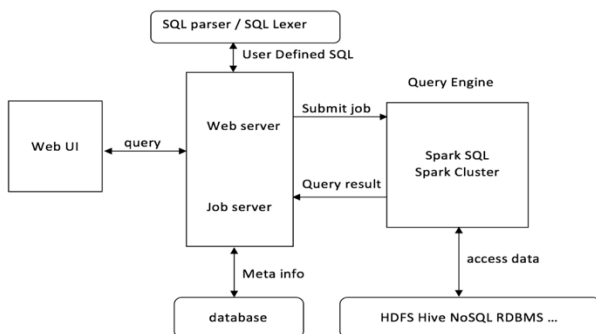 SQL parser / SQL Lexer
User Defined SQL
Query Engine
Web server
Submit job
Web UI
query
Spark SQL
Spark Cluster
Query result
Job server
Meta info
access data
database
HDFS Hive NoSQL RDBMS ...